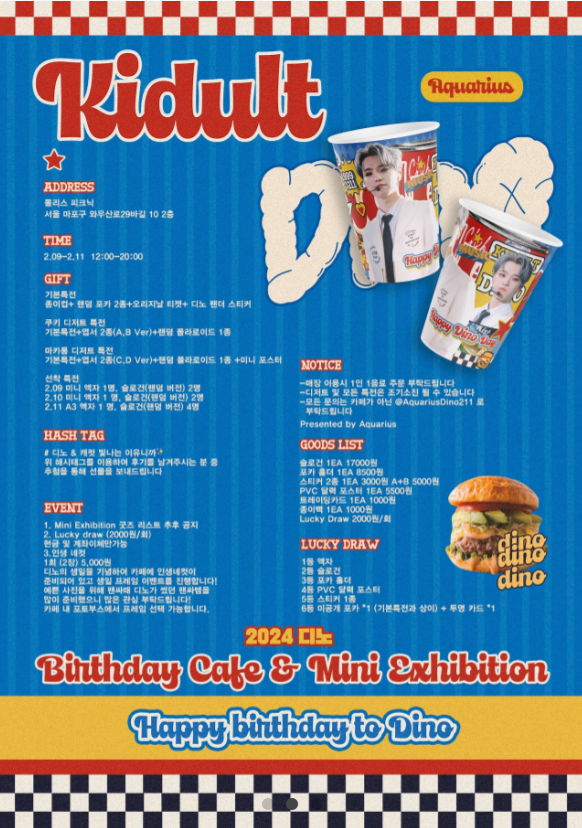 Kidult
Aquarius
DINO
ADDRESS
폴리스 피크닉
서울 마포구 와우산로29바길 10 2층
TIME
2.09-2.11 12:00-20:00
GIFT
기본특전
종이컵+ 랜덤 포카 2종+오리지날 티켓+ 디노 랜더 스티커
쿠키 디저트 특전
기본특전+엽서 2종(A,B Ver)+랜덤 폴라로이드 1종
마카롱 디저트 특전
기본특전+엽서 2종(C,D Ver)+랜덤 폴라로이드 1종 +미니 포스터
선착 특전
2.09 미니 액자 1명, 슬로건(랜덤 버전) 2명
2.10 미니 액자 1 명, 슬로건(랜덤 버전) 2명
2.11 A3 액자 1 명, 슬로건(랜덤 버전) 4명
HASH TAG
# 디노 & 캐럿 빛나는 이유니까✨
위 해시태그를 이용하여 후기를 남겨주시는 분 중
추첨을 통해 선물을 보내드립니다
EVENT
1. Mini Exhibition 굿즈 리스트 추후 공지
2. Lucky draw (2000원/회)
현금 및 계좌이체만가능
3.인생 네컷
1회 (2장) 5,000원
디노의 생일을 기념하여 카페에 인생네컷이
준비되어 있고 생일 프레임 이벤트를 진행합니다!
예쁜 사진을 위해 팬싸때 디노가 썼던 팬싸템을
많이 준비했으니 많은 관심 부탁드립니다!
카페 내 포토부스에서 프레임 선택 가능합니다.
NOTICE
-매장 이용시 1인 1음료 주문 부탁드립니다
-디저트 및 모든 특전은 조기소진 될 수 있습니다
-모든 문의는 카페가 아닌 @AquariusDino211 로
부탁드립니다
Presented by Aquarius
GOODS LIST
슬로건 1EA 17000원
포카 홀더 1EA 8500원
스티커 2종 1EA 3000원 A+B 5000원
PVC 달력 포스터 1EA 5500원
트레이딩카드 1EA 1000원
종이백 1EA 1000원
Lucky Draw 2000원/회
LUCKY DRAW
1등 액자
2등 슬로건
3등 포카 홀더
4등 PVC 달력 포스터
5등 스티커 1종
6등 미공개 포카 *1 (기본특전과 상이) + 투명 카드 *1
dino
dino
dino
2024 디노
Birthday Cafe & Mini Exhibition
Happy birthday to Dino